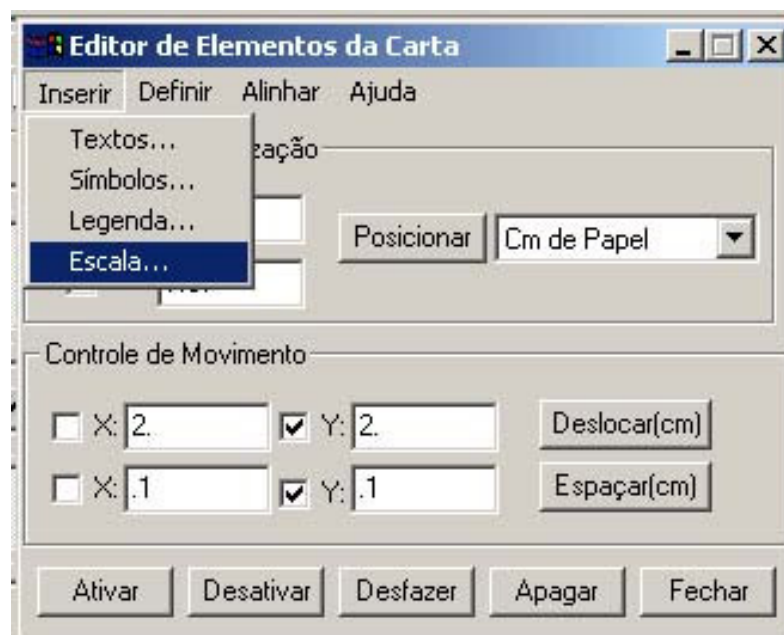 Editor de Elementos da Carta
Inserir Definir Alinhar Ajuda
Textos...
Símbolos...
Legenda...
Escala...
Posicionar Cm de Papel
Controle de Movimento
X: 2. Y: 2. Deslocar(cm)
X: .1 Y: .1 Espaçar(cm)
Ativar Desativar Desfazer Apagar Fechar